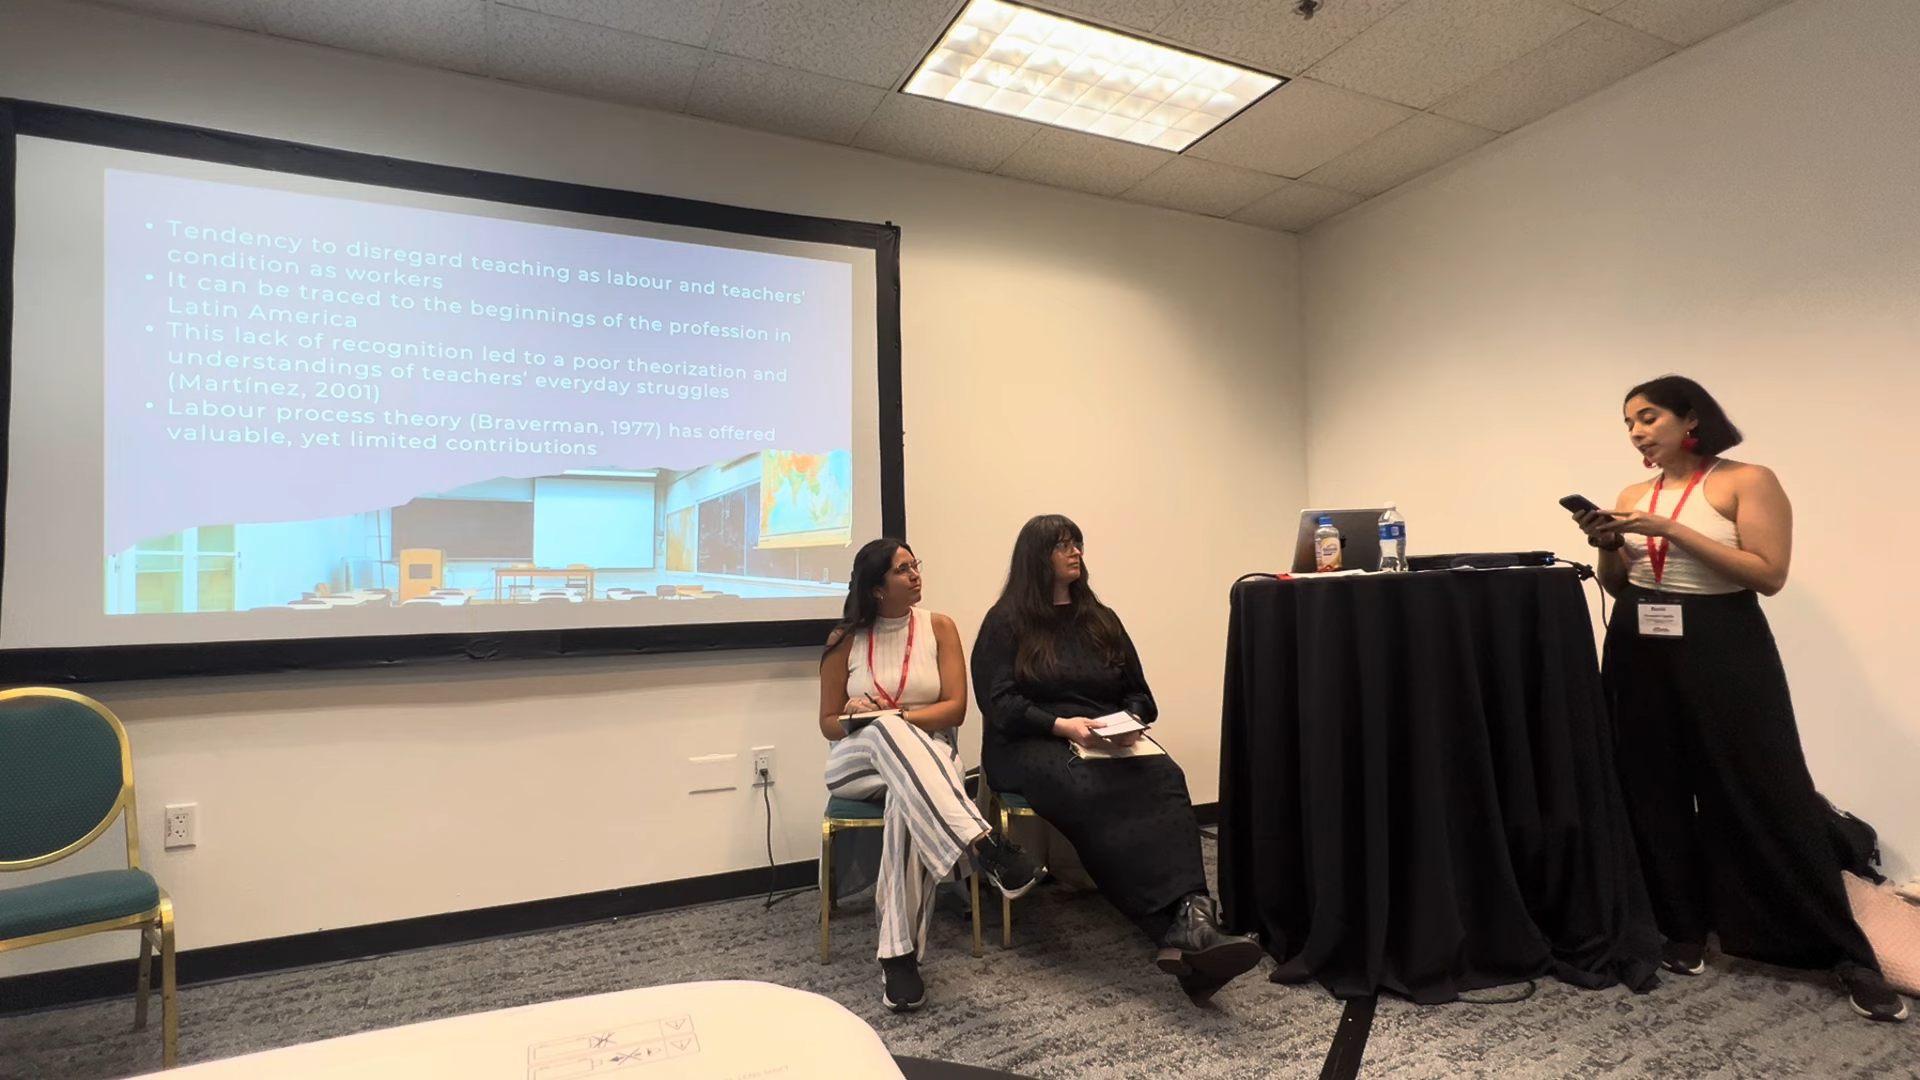 • Tendency to disregard teaching as labour and teachers'
condition as workers
• It can be traced to the beginnings of the profession in
Latin America
• This lack of recognition led to a poor theorization and
understandings of teachers' everyday struggles
(Martínez, 2001)
• Labour process theory (Braverman, 1977) has offered
valuable, yet limited contributions